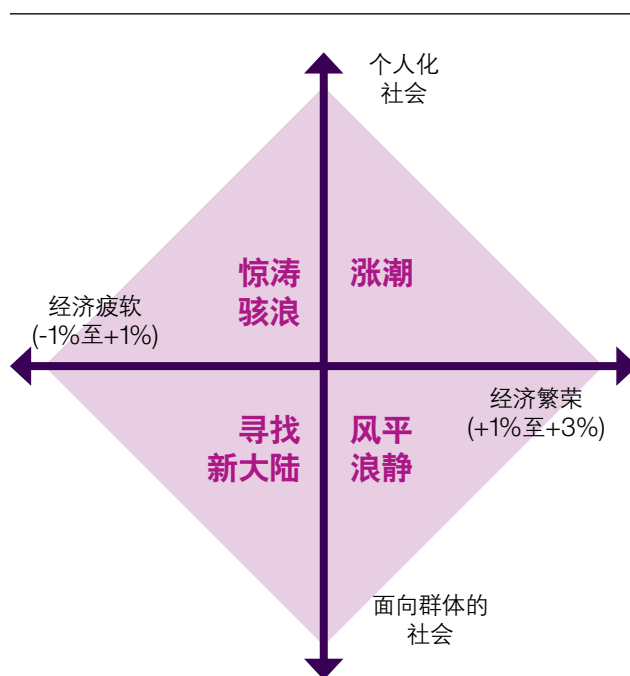 个人化
社会
惊涛
骇浪
涨潮
经济疲软
(-1%至+1%)
经济繁荣
(+1%至+3%)
寻找
新大陆
风平
浪静
面向群体的
社会